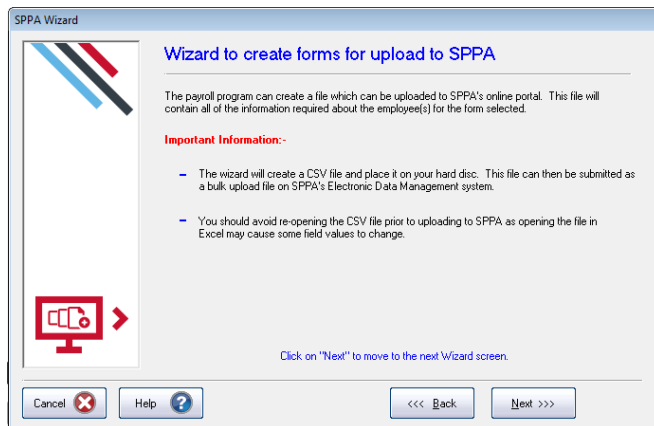 SPPA Wizard
Wizard to create forms for upload to SPPA
The payroll program can create a file which can be uploaded to SPPA's online portal. This file will
contain all of the information required about the employee(s) for the form selected.
Important Information:-
– The wizard will create a CSV file and place it on your hard disc. This file can then be submitted as
a bulk upload file on SPPA's Electronic Data Management system.
– You should avoid re-opening the CSV file prior to uploading to SPPA as opening the file in
Excel may cause some field values to change.
Click on "Next" to move to the next Wizard screen.
Cancel Help <<< Back Next >>>